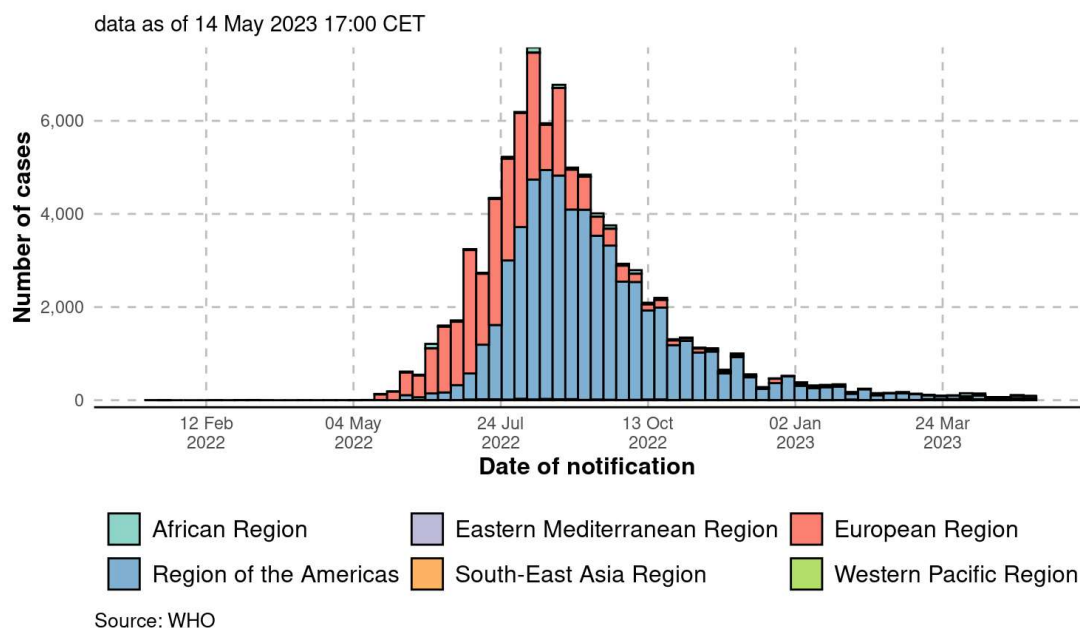 data as of 14 May 2023 17:00 CET
Number of cases
6,000
4,000
2,000
0
12 Feb
2022
04 May
2022
24 Jul
2022
13 Oct
2022
02 Jan
2023
24 Mar
2023
Date of notification
African Region
Eastern Mediterranean Region
European Region
Region of the Americas
South-East Asia Region
Western Pacific Region
Source: WHO